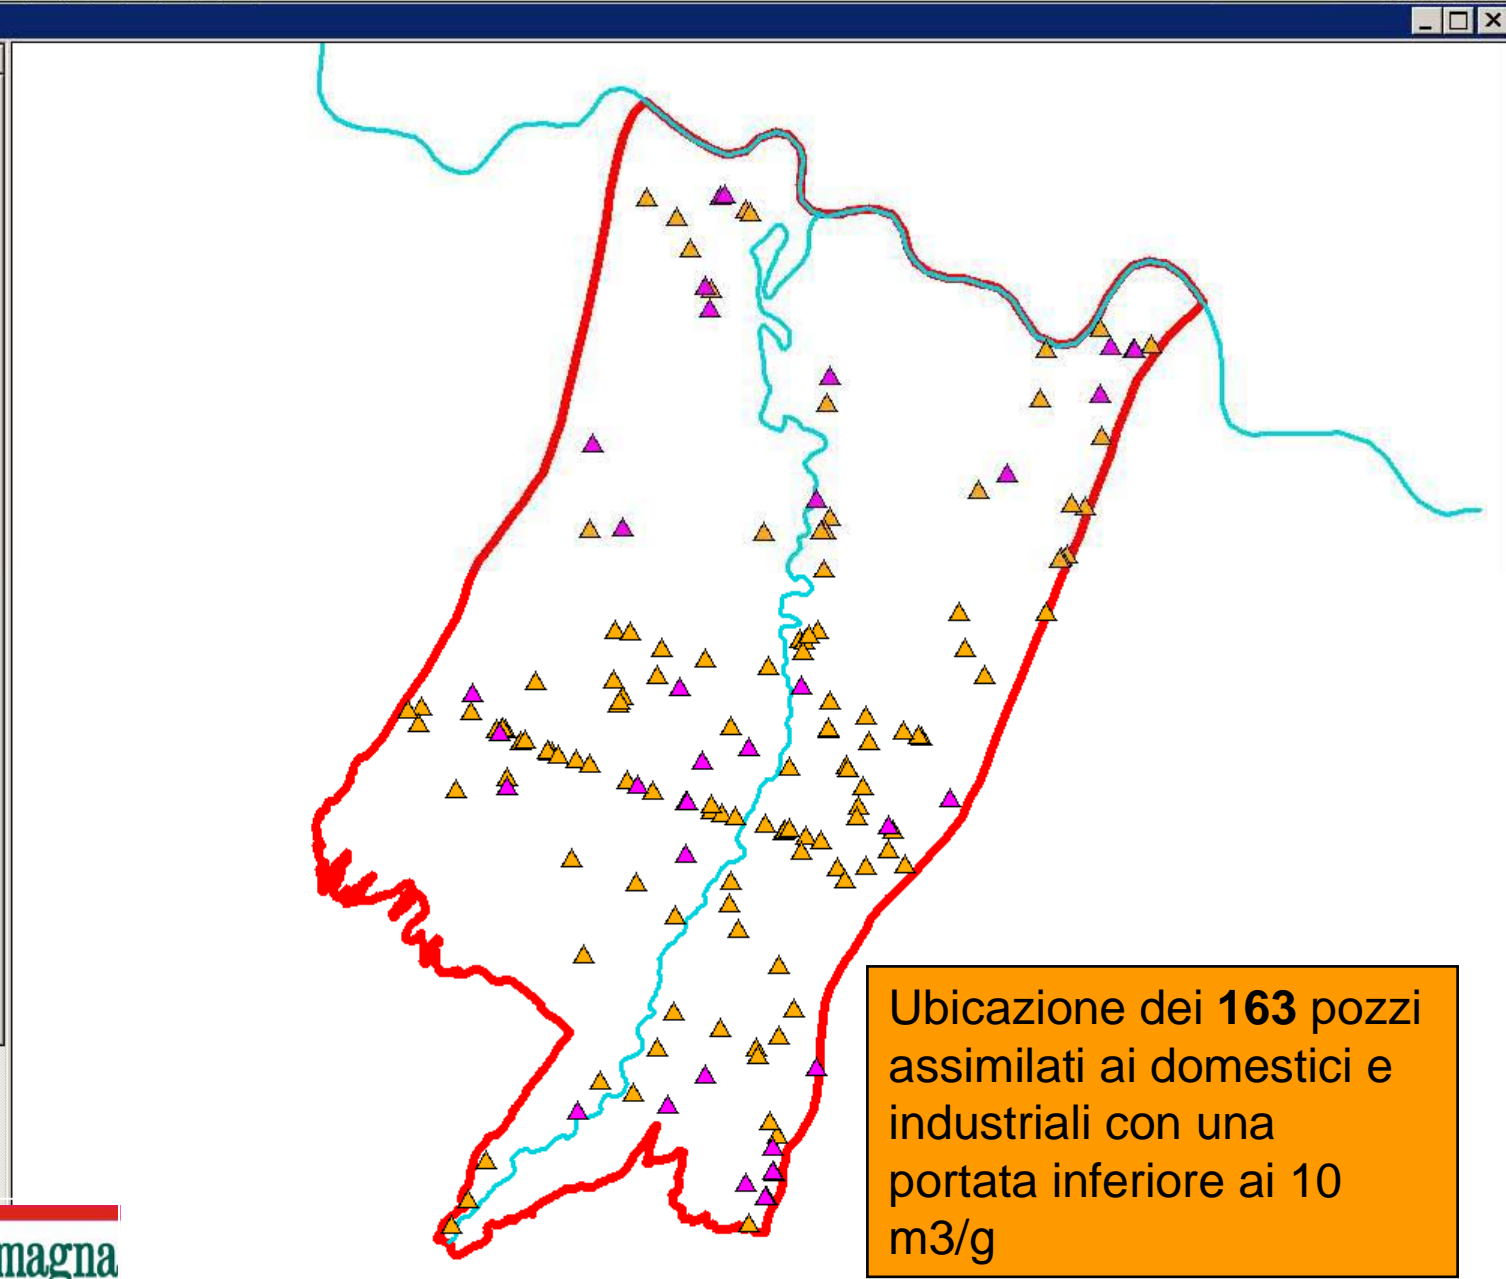 Ubicazione dei 163 pozzi
assimilati ai domestici e
industriali con una
portata inferiore ai 10
m3/g
magna